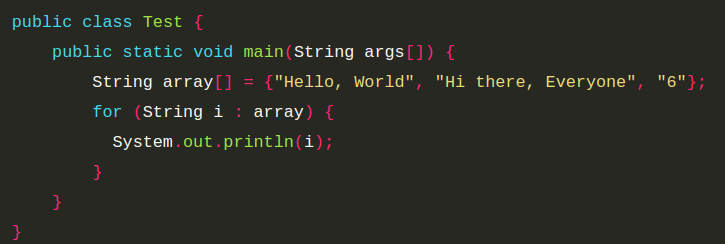 public class Test {
    public static void main(String args[]) {
        String array[] = {"Hello, World", "Hi there, Everyone", "6"};
        for (String i : array) {
          System.out.println(i);
        }
    }
}